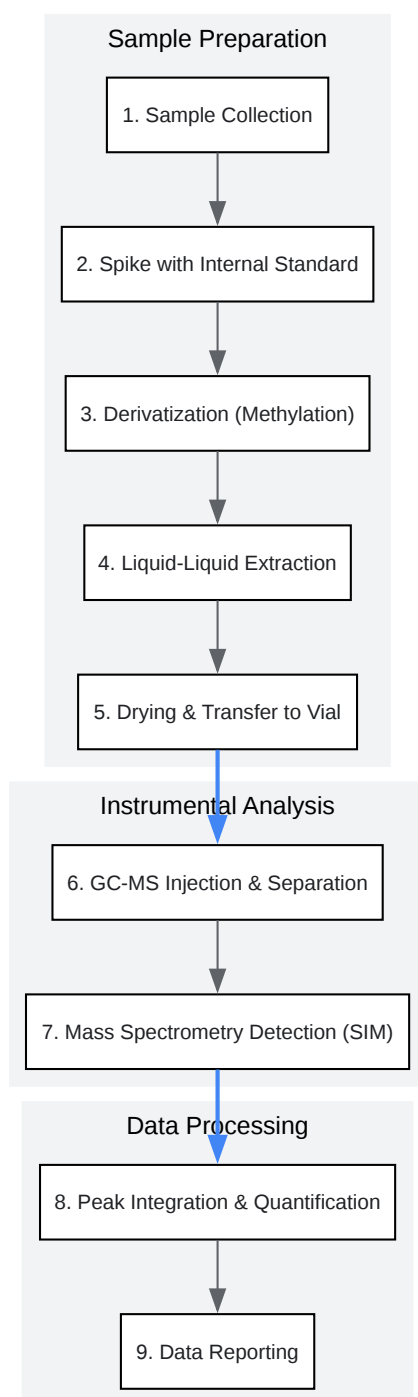 Sample Preparation
1. Sample Collection
2. Spike with Internal Standard
3. Derivatization (Methylation)
4. Liquid-Liquid Extraction
5. Drying & Transfer to Vial
Instrumental Analysis
6. GC-MS Injection & Separation
7. Mass Spectrometry Detection (SIM)
Data Processing
8. Peak Integration & Quantification
9. Data Reporting